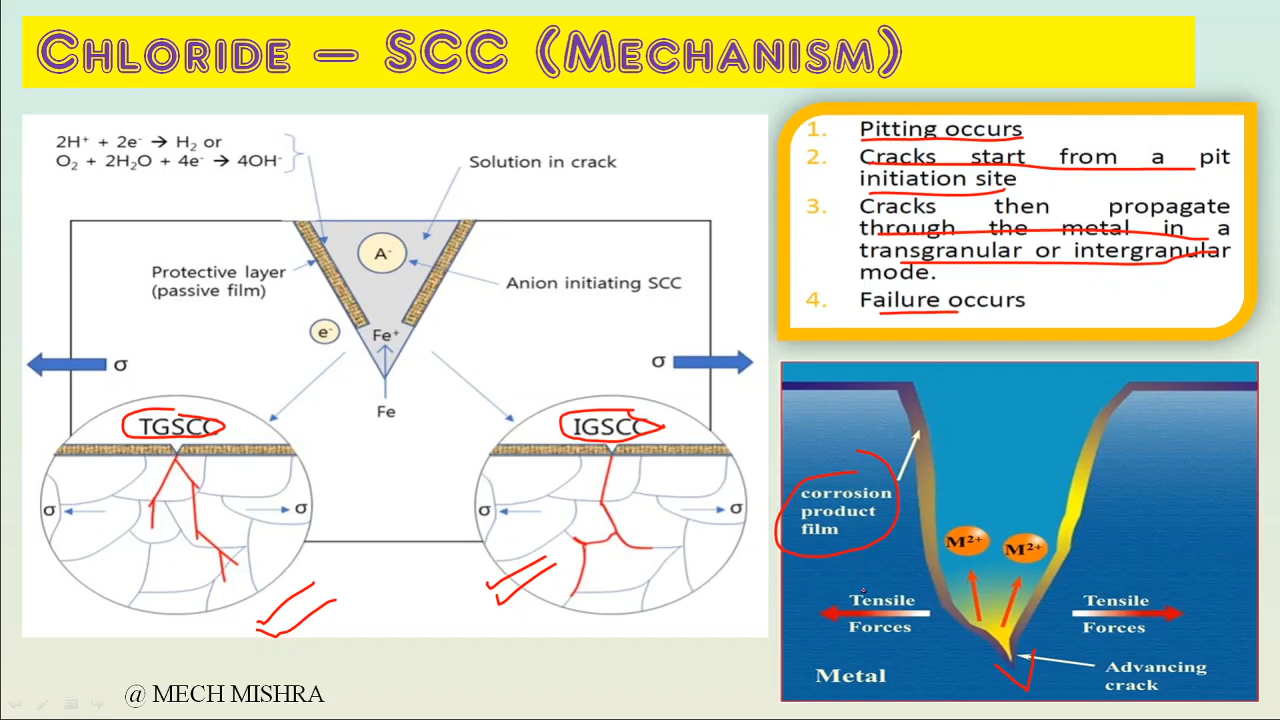 CHLORIDE – SCC (MECHANISM)
2H⁺ + 2e⁻ → H₂ or
O₂ + 2H₂O + 4e⁻ → 4OH⁻
Solution in crack
A⁻
Protective layer
(passive film)
Anion initiating SCC
e⁻
Fe⁺
σ
σ
Fe
TGSCC
IGSCC
σ
σ
σ
σ
1. Pitting occurs
2. Cracks start from a pit
initiation site
3. Cracks then propagate
through the metal in a
transgranular or intergranular
mode.
4. Failure occurs
corrosion
product
film
M²⁺
M²⁺
Tensile
Forces
Tensile
Forces
Metal
Advancing
crack
@ MECH MISHRA